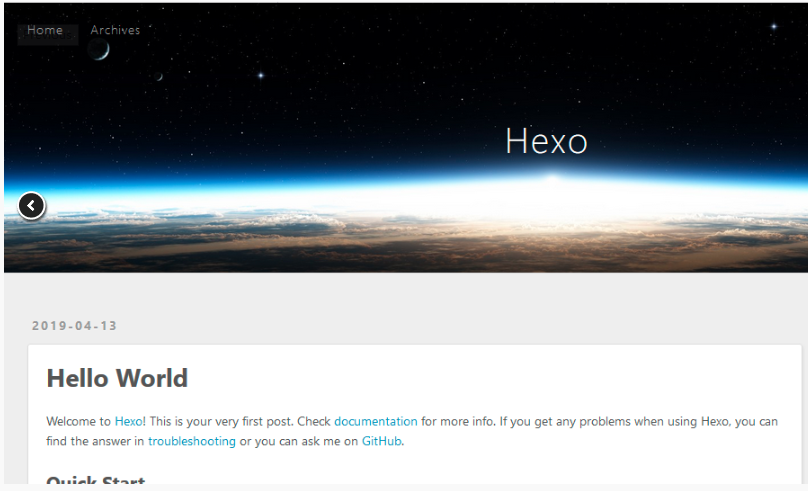 Home Archives
Hexo
2019-04-13
Hello World
Welcome to Hexo! This is your very first post. Check documentation for more info. If you get any problems when using Hexo, you can
find the answer in troubleshooting or you can ask me on GitHub.
Quick Start